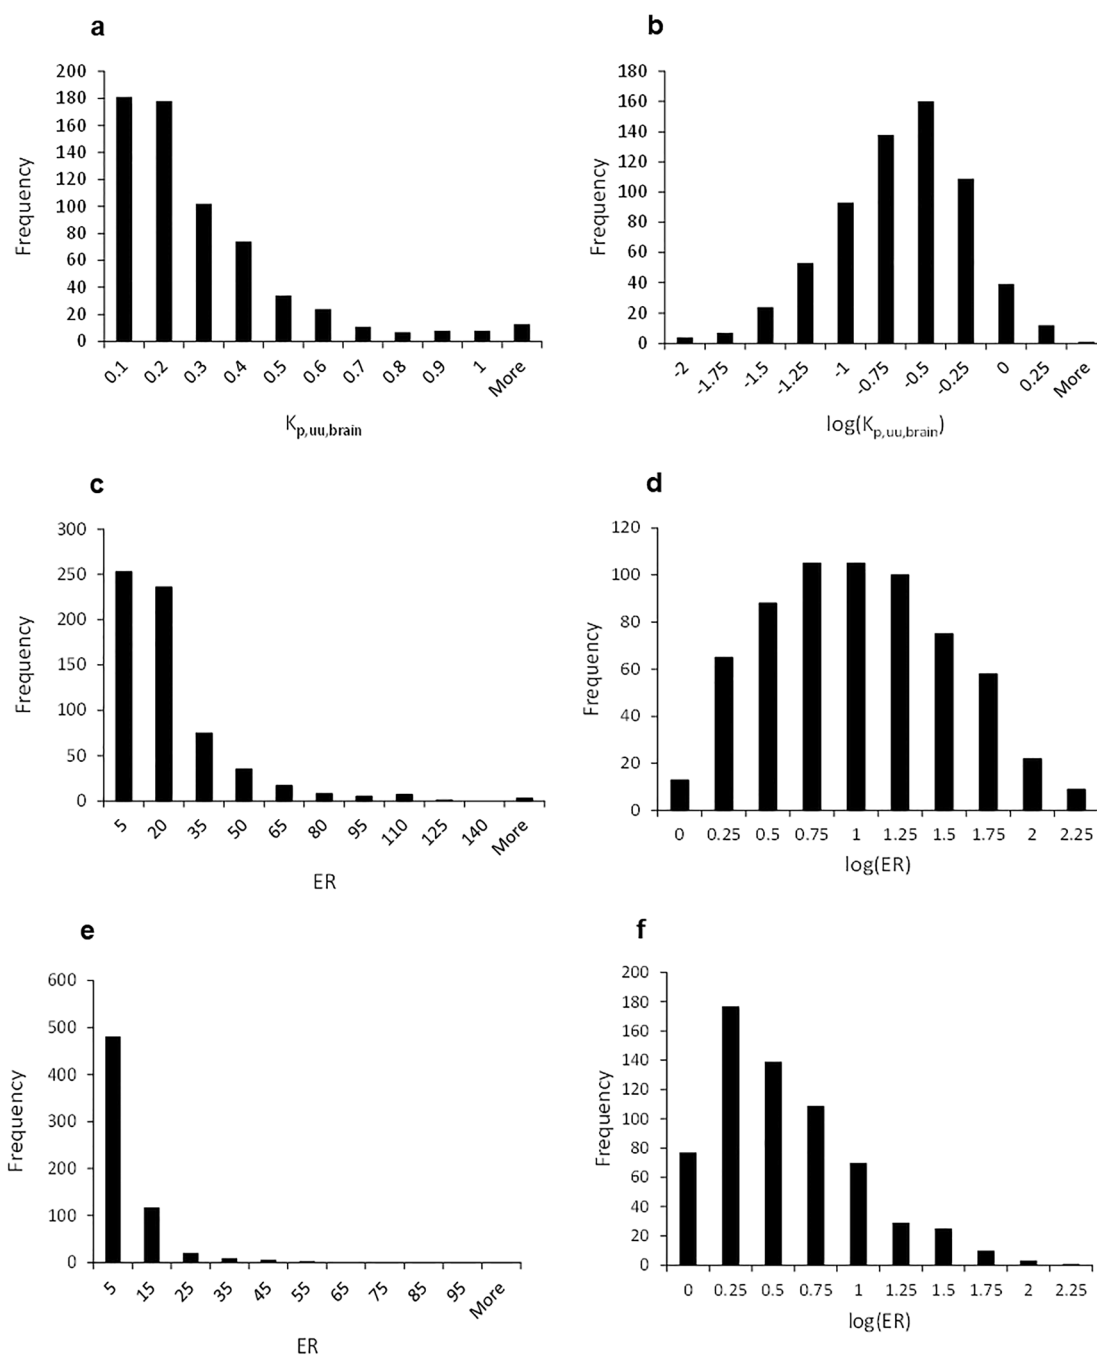 a
200
180
160
140
120
100
80
60
40
20
0
Frequency
0.1 0.2 0.3 0.4 0.5 0.6 0.7 0.8 0.9 1 More
Kp,uu,brain
b
180
160
140
120
100
80
60
40
20
0
Frequency
-2 -1.75 -1.5 -1.25 -1 -0.75 -0.5 -0.25 0 0.25 More
log(Kp,uu,brain)
c
300
250
200
150
100
50
0
Frequency
5 20 35 50 65 80 95 110 125 140 More
ER
d
120
100
80
60
40
20
0
Frequency
0 0.25 0.5 0.75 1 1.25 1.5 1.75 2 2.25
log(ER)
e
600
500
400
300
200
100
0
Frequency
5 15 25 35 45 55 65 75 85 95 More
ER
f
200
180
160
140
120
100
80
60
40
20
0
Frequency
0 0.25 0.5 0.75 1 1.25 1.5 1.75 2 2.25
log(ER)